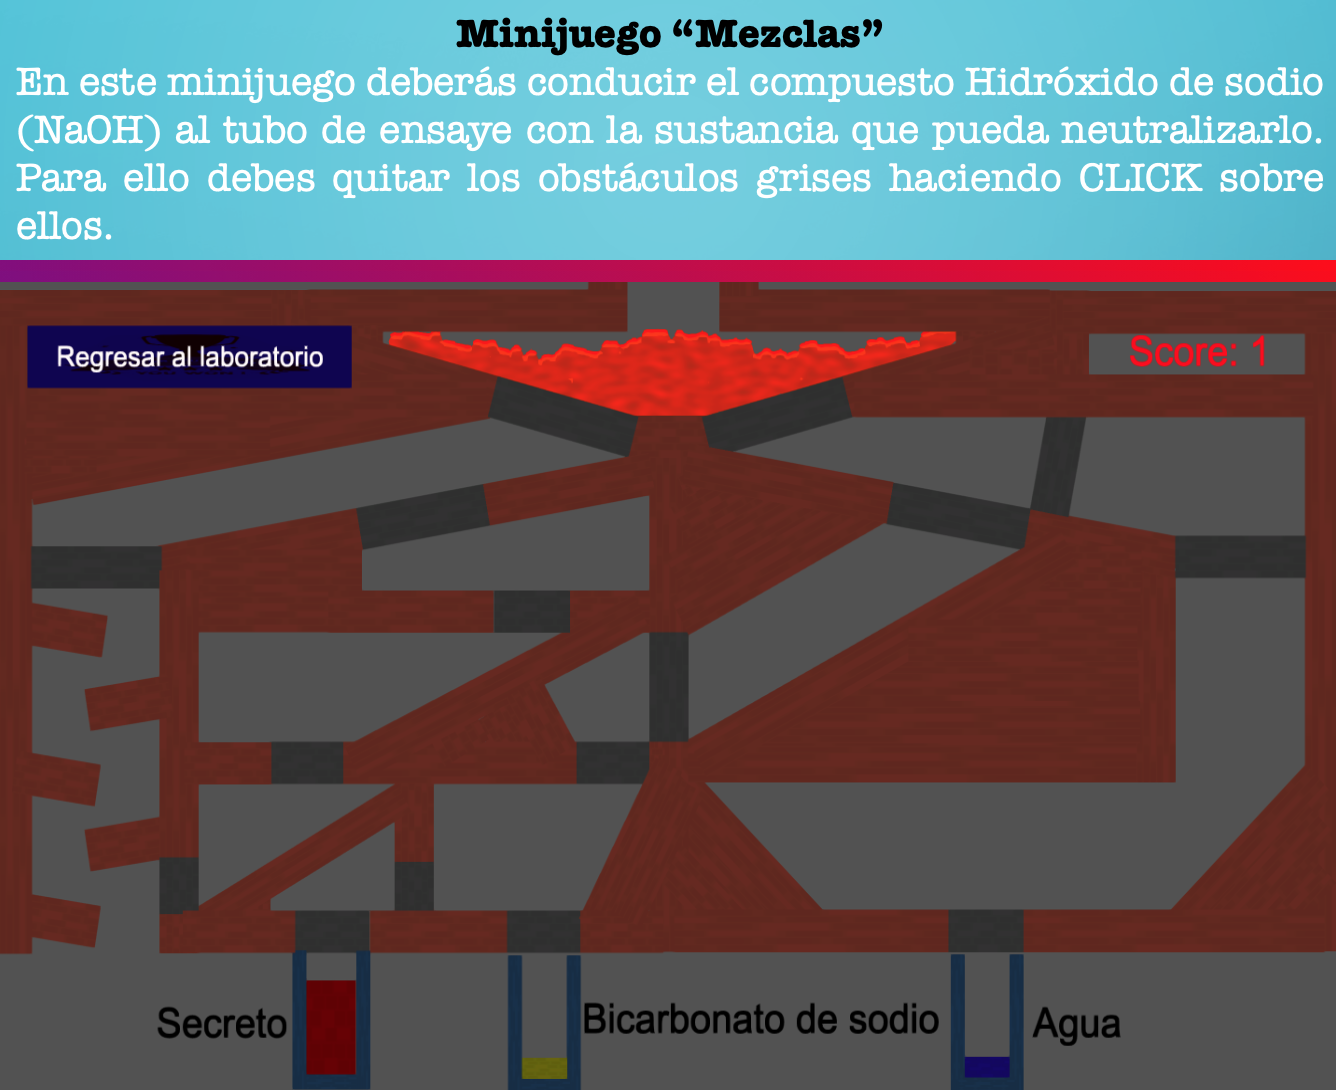 Minijuego “Mezclas”
En este minijuego deberás conducir el compuesto Hidróxido de sodio
(NaOH) al tubo de ensaye con la sustancia que pueda neutralizarlo.
Para ello debes quitar los obstáculos grises haciendo CLICK sobre
ellos.
Regresar al laboratorio
Score: 1
Secreto
Bicarbonato de sodio
Agua